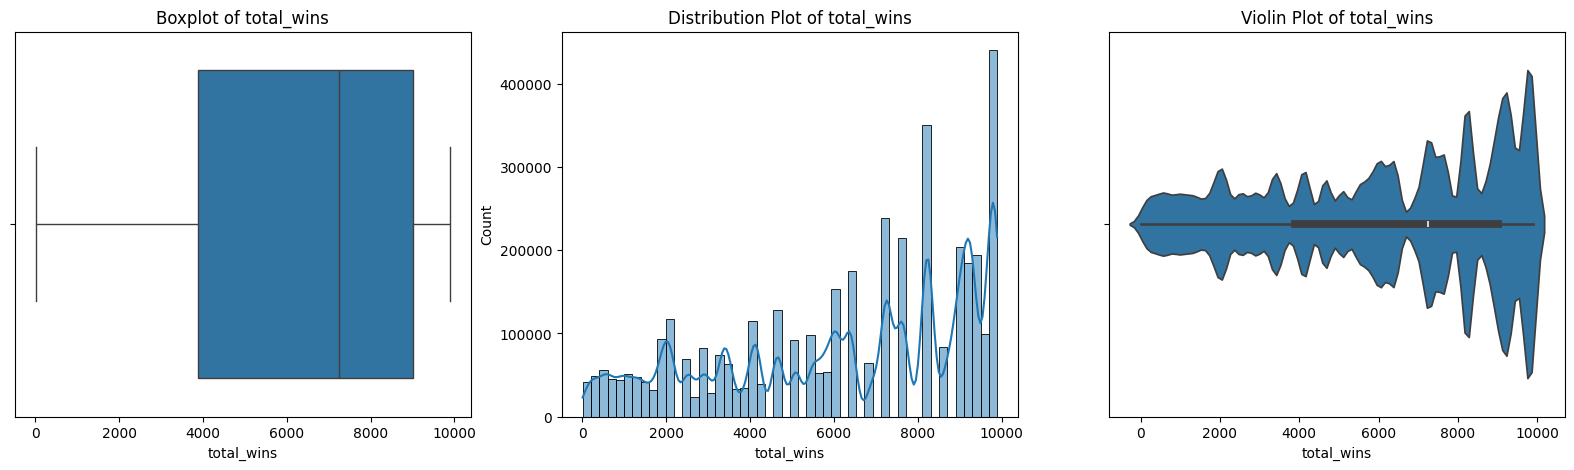 Boxplot of total_wins
0 2000 4000 6000 8000 10000
total_wins
Distribution Plot of total_wins
400000
300000
200000
100000
0
Count
0 2000 4000 6000 8000 10000
total_wins
Violin Plot of total_wins
0 2000 4000 6000 8000 10000
total_wins